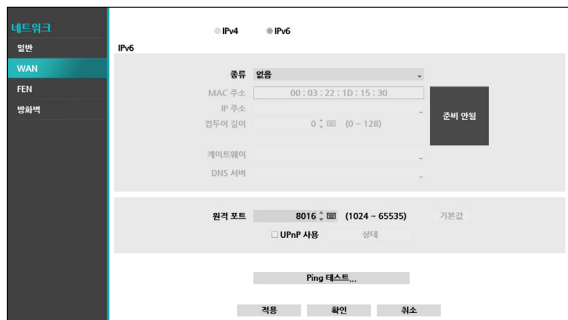 네트워크
일반
WAN
FEN
방화벽
IPv4 IPv6
IPv6
종류 없음
MAC 주소 00 : 03 : 22 : 1D : 15 : 30
IP 주소
접두어 길이 0 (0 ~ 128)
준비 안됨
게이트웨이
DNS 서버
원격 포트 8016 (1024 ~ 65535) 기본값
UPnP 사용 상태
Ping 테스트...
적용 확인 취소